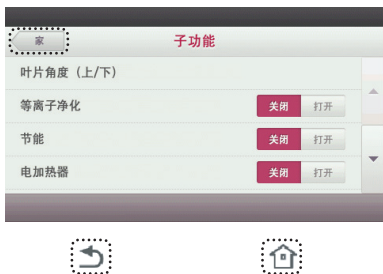 家
子功能
叶片角度（上/下）
等离子净化
关闭 打开
节能
关闭 打开
电加热器
关闭 打开